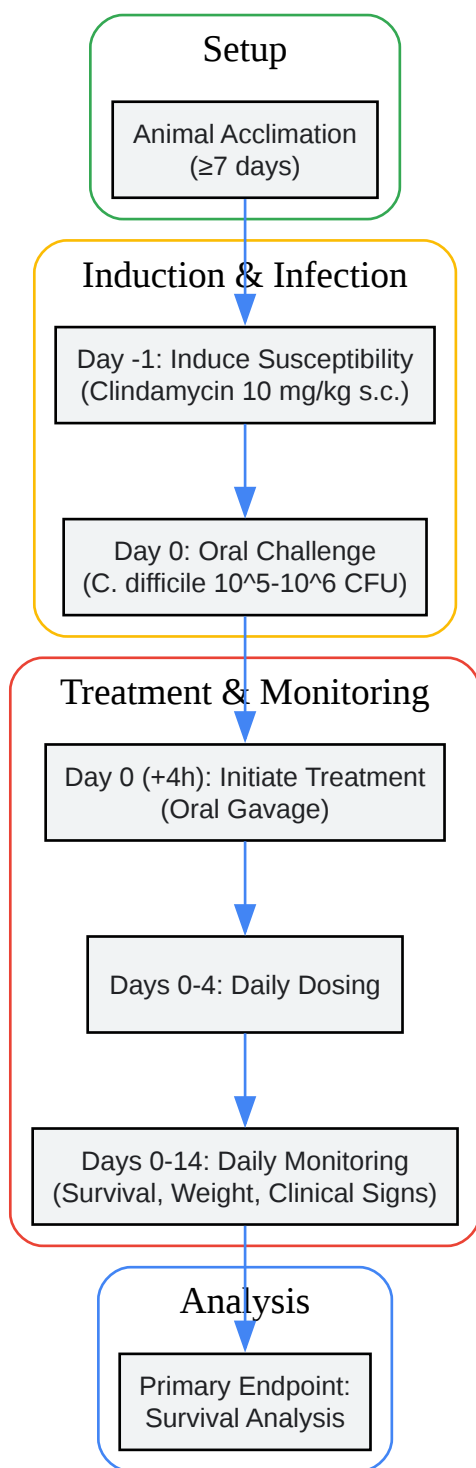 Setup
Animal Acclimation
(≥7 days)
Induction & Infection
Day -1: Induce Susceptibility
(Clindamycin 10 mg/kg s.c.)
Day 0: Oral Challenge
(C. difficile 10^5-10^6 CFU)
Treatment & Monitoring
Day 0 (+4h): Initiate Treatment
(Oral Gavage)
Days 0-4: Daily Dosing
Days 0-14: Daily Monitoring
(Survival, Weight, Clinical Signs)
Analysis
Primary Endpoint:
Survival Analysis